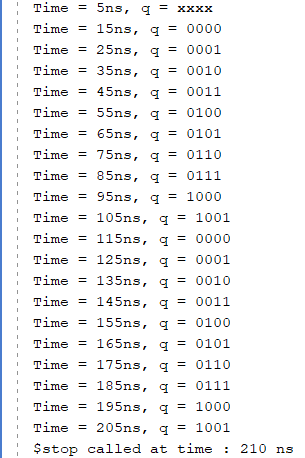 Time = 5ns, q = xxxx
Time = 15ns, q = 0000
Time = 25ns, q = 0001
Time = 35ns, q = 0010
Time = 45ns, q = 0011
Time = 55ns, q = 0100
Time = 65ns, q = 0101
Time = 75ns, q = 0110
Time = 85ns, q = 0111
Time = 95ns, q = 1000
Time = 105ns, q = 1001
Time = 115ns, q = 0000
Time = 125ns, q = 0001
Time = 135ns, q = 0010
Time = 145ns, q = 0011
Time = 155ns, q = 0100
Time = 165ns, q = 0101
Time = 175ns, q = 0110
Time = 185ns, q = 0111
Time = 195ns, q = 1000
Time = 205ns, q = 1001
$stop called at time : 210 ns